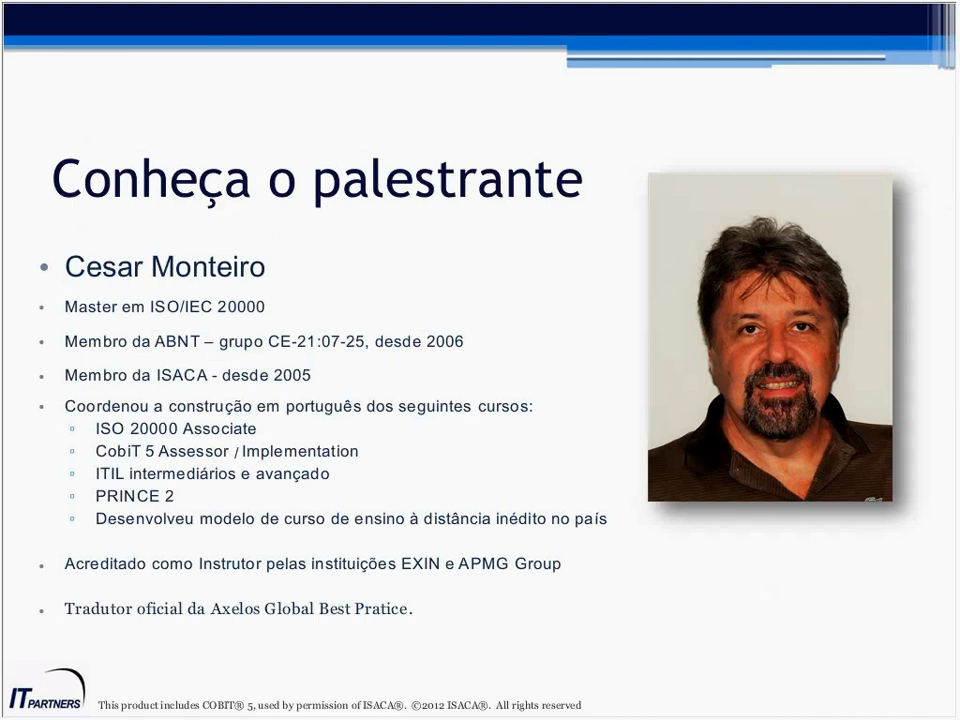 Conheça o palestrante
• Cesar Monteiro
• Master em ISO/IEC 20000
• Membro da ABNT – grupo CE-21:07-25, desde 2006
• Membro da ISACA - desde 2005
• Coordenou a construção em português dos seguintes cursos:
▫ ISO 20000 Associate
▫ CobiT 5 Assessor / Implementation
▫ ITIL intermediários e avançado
▫ PRINCE 2
▫ Desenvolveu modelo de curso de ensino à distância inédito no país
• Acreditado como Instrutor pelas instituições EXIN e APMG Group
• Tradutor oficial da Axelos Global Best Pratice.
IT PARTNERS
This product includes COBIT® 5, used by permission of ISACA®. ©2012 ISACA®. All rights reserved